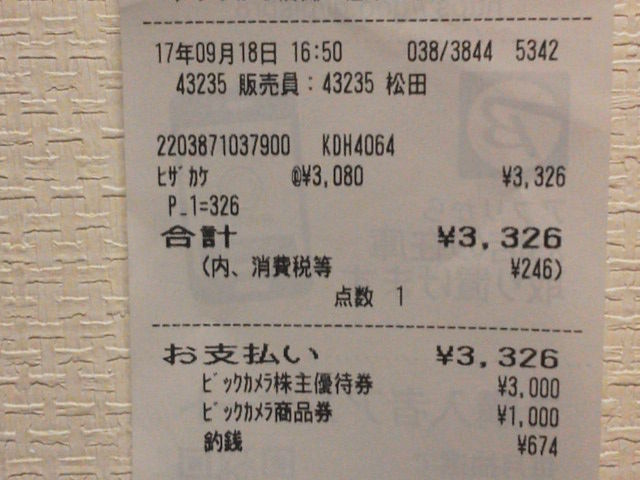 17年09月18日 16:50 038/3844 5342
43235 販売員：43235 松田
2203871037900 KDH4064
ﾋｻﾞｶｹ @¥3,080 ¥3,326
P_1=326
合計 ¥3,326
(内、消費税等 ¥246)
点数 1
お支払い ¥3,326
ﾋﾞｯｸｶﾒﾗ株主優待券 ¥3,000
ﾋﾞｯｸｶﾒﾗ商品券 ¥1,000
釣銭 ¥674